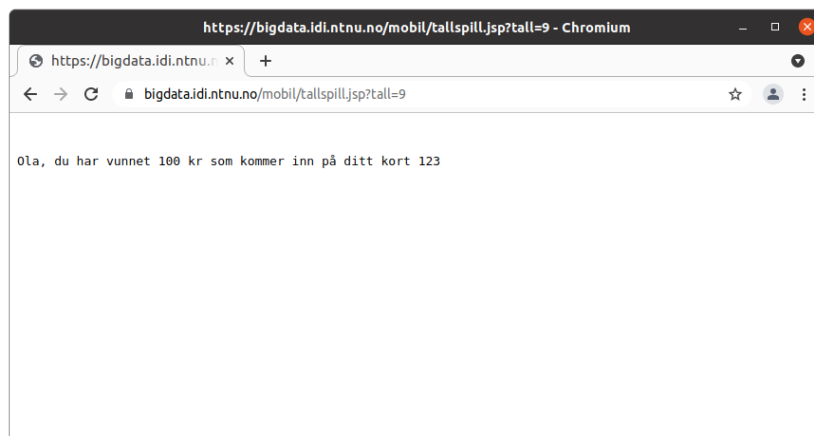 https://bigdata.idi.ntnu.no/mobil/tallspill.jsp?tall=9 - Chromium
https://bigdata.idi.ntnu.n
bigdata.idi.ntnu.no/mobil/tallspill.jsp?tall=9
Ola, du har vunnet 100 kr som kommer inn på ditt kort 123